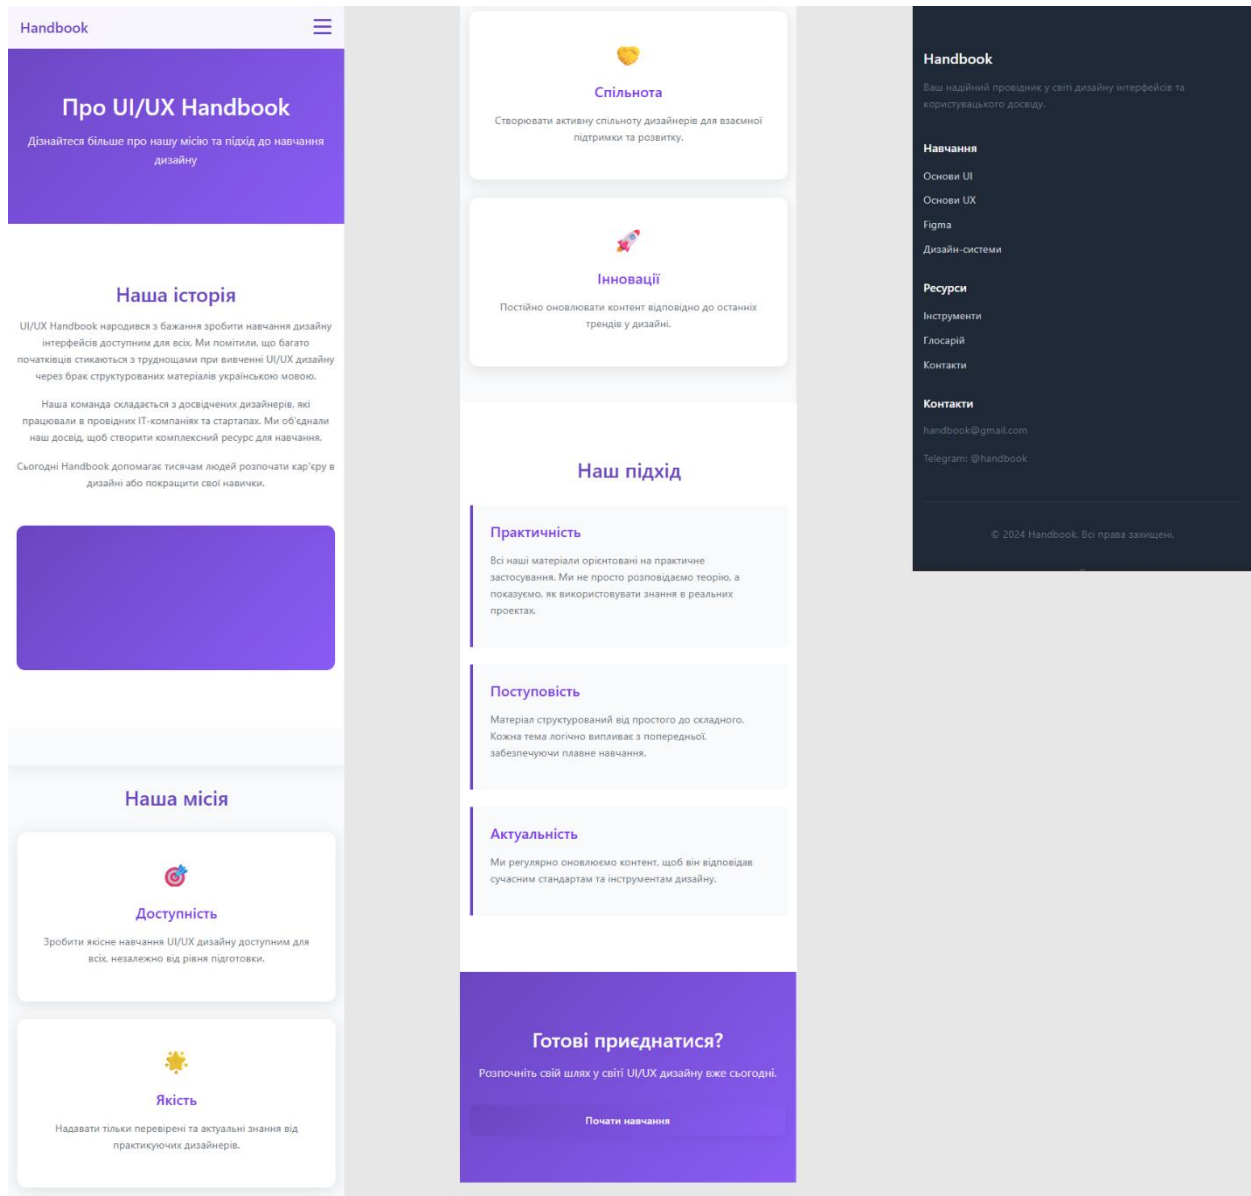 Handbook
Про UI/UX Handbook
Дізнайтеся більше про нашу місію та підхід до навчання
дизайну
Наша історія
UI/UX Handbook народився з бажання зробити навчання дизайну
інтерфейсів доступним для всіх. Ми помітили, що багато
початківців стикаються з труднощами при вивченні UI/UX дизайну
через брак структурованих матеріалів українською мовою.
Наша команда складається з досвідчених дизайнерів, які
працювали в провідних IT-компаніях та стартапах. Ми об'єднали
наш досвід, щоб створити комплексний ресурс для навчання.
Сьогодні Handbook допомагає тисячам людей розпочати кар'єру в
дизайні або покращити свої навички.
Наша місія
Доступність
Зробити якісне навчання UI/UX дизайну доступним для
всіх, незалежно від рівня підготовки.
Якість
Надавати тільки перевірені та актуальні знання від
практикуючих дизайнерів.
Спільнота
Створювати активну спільноту дизайнерів для взаємної
підтримки та розвитку.
Інновації
Постійно оновлювати контент відповідно до останніх
трендів у дизайні.
Наш підхід
Практичність
Всі наші матеріали орієнтовані на практичне
застосування. Ми не просто розповідаємо теорію, а
показуємо, як використовувати знання в реальних
проектах.
Поступовість
Матеріал структурований від простого до складного.
Кожна тема логічно випливає з попередньої,
забезпечуючи плавне навчання.
Актуальність
Ми регулярно оновлюємо контент, щоб він відповідав
сучасним стандартам та інструментам дизайну.
Готові приєднатися?
Розпочніть свій шлях у світі UI/UX дизайну вже сьогодні.
Почати навчання
Handbook
Ваш надійний провідник у світі дизайну інтерфейсів та
користувацького досвіду.
Навчання
Основи UI
Основи UX
Figma
Дизайн-системи
Ресурси
Інструменти
Глосарій
Контакти
Контакти
handbook@gmail.com
Telegram: @handbook
© 2024 Handbook. Всі права захищені.